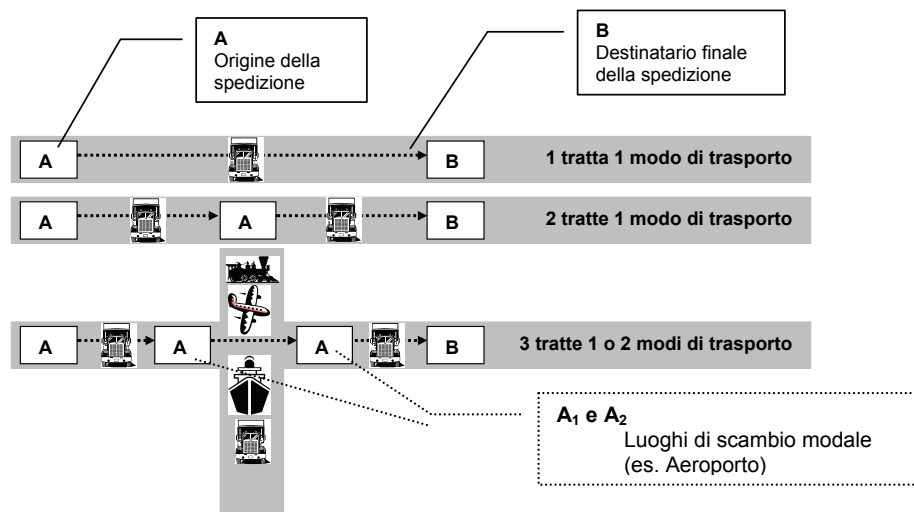 A
Origine della
spedizione
B
Destinatario finale
della spedizione
A B 1 tratta 1 modo di trasporto
A A B 2 tratte 1 modo di trasporto
A A A B 3 tratte 1 o 2 modi di trasporto
A₁ e A₂
Luoghi di scambio modale
(es. Aeroporto)